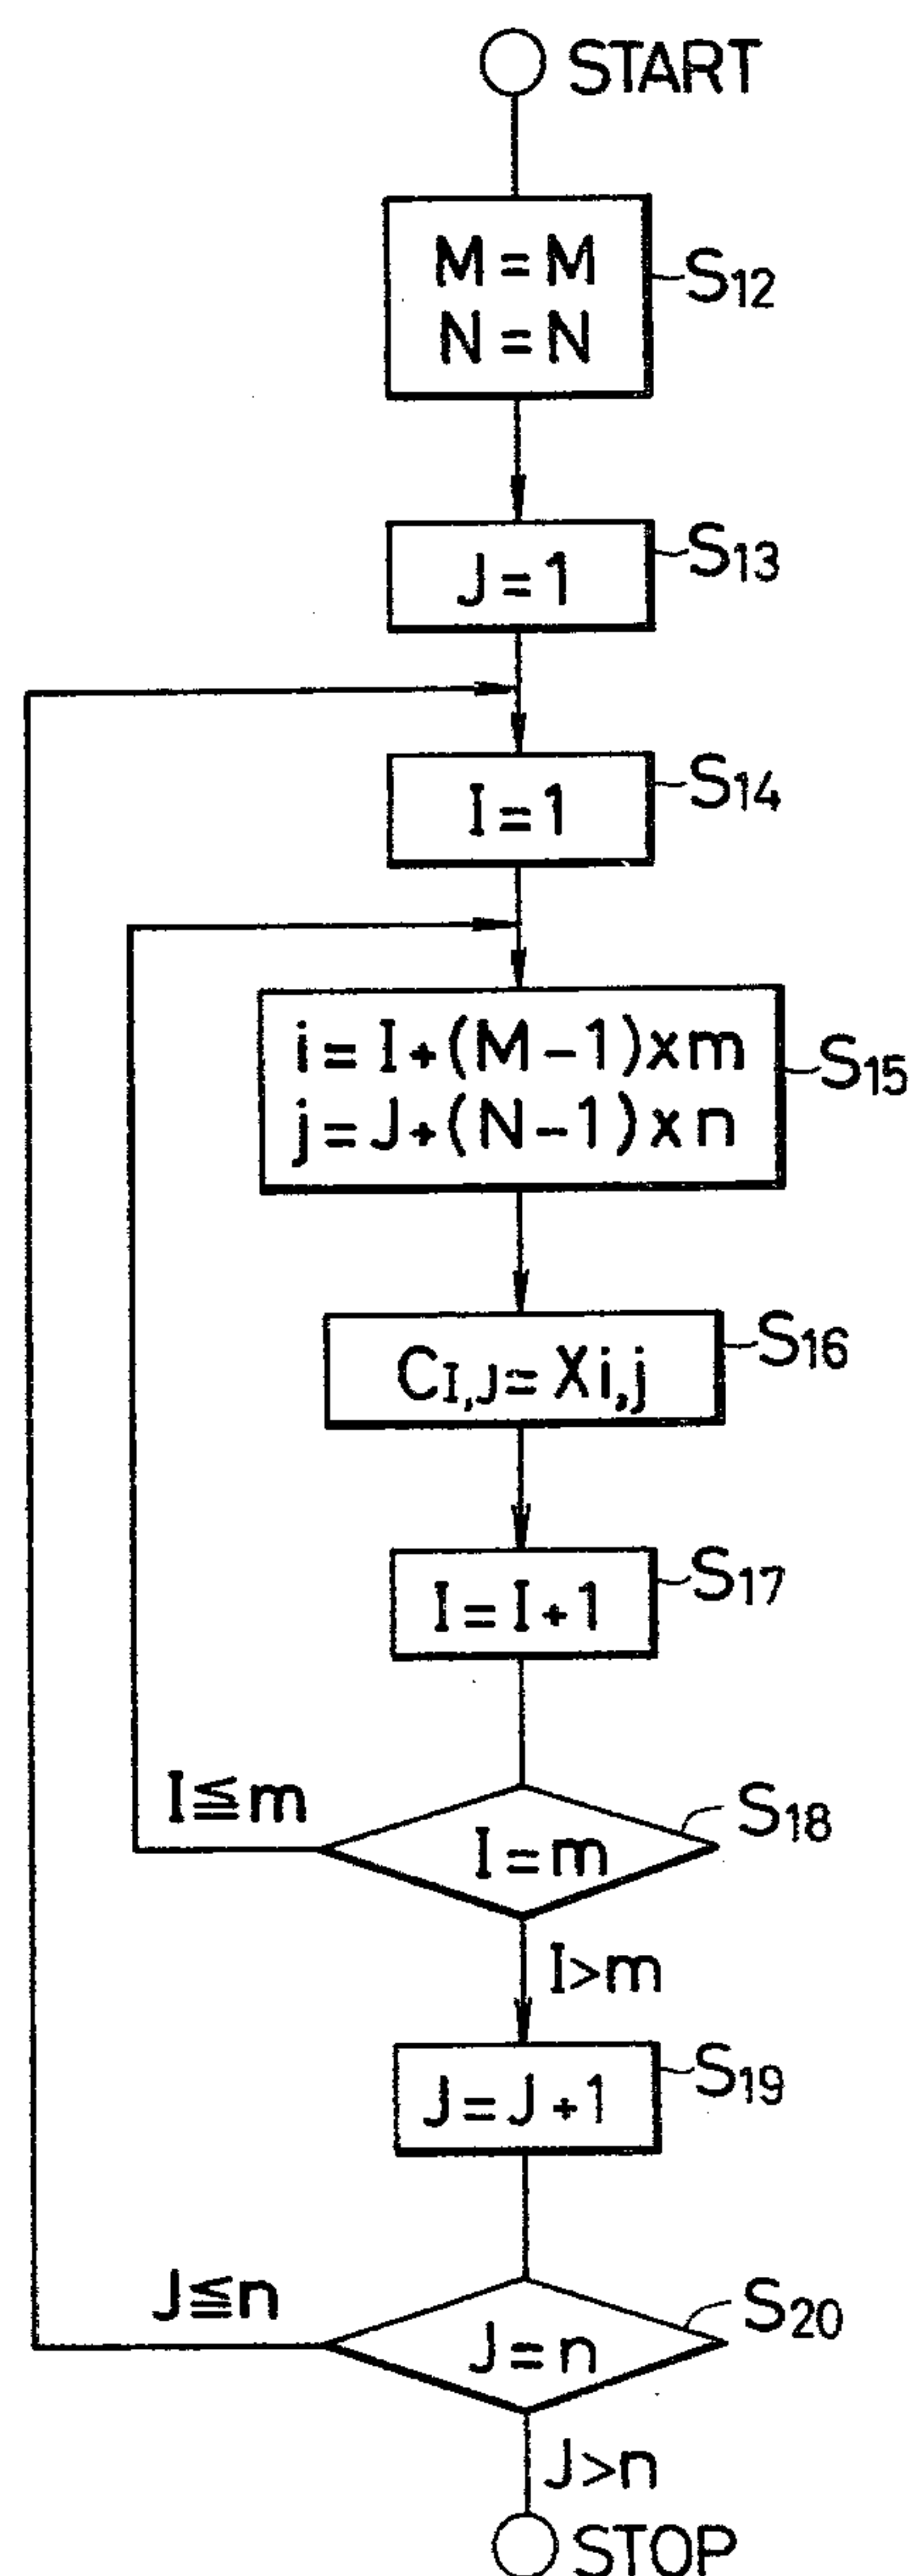 START
M = M
N = N
S12
J = 1
S13
I = 1
S14
i = I + (M - 1) x m
j = J + (N - 1) x n
S15
CI,J = Xi,j
S16
I = I + 1
S17
I ≦ m
I = m
S18
I > m
J = J + 1
S19
J ≦ n
J = n
S20
J > n
STOP